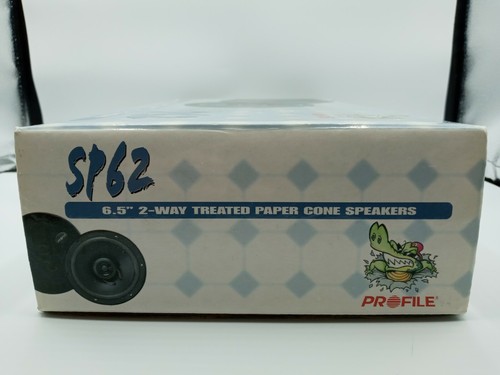 SP62
6.5" 2-WAY TREATED PAPER CONE SPEAKERS
PROFILE